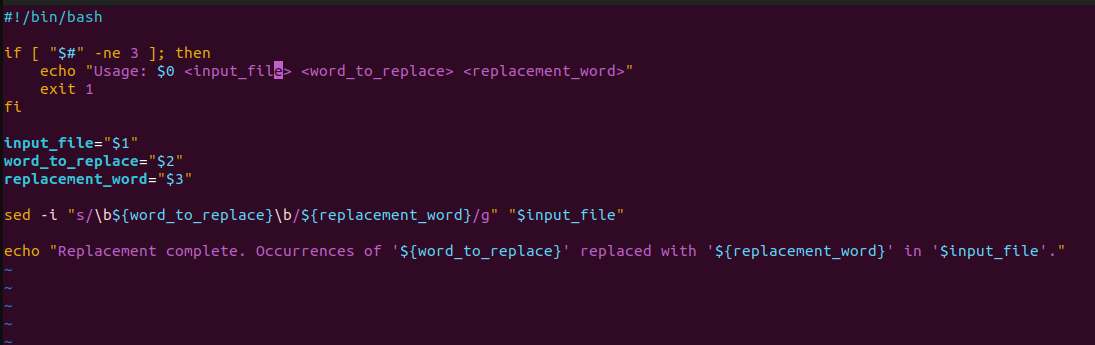 #!/bin/bash

if [ "$#" -ne 3 ]; then
    echo "Usage: $0 <input_file> <word_to_replace> <replacement_word>"
    exit 1
fi

input_file="$1"
word_to_replace="$2"
replacement_word="$3"

sed -i "s/\b${word_to_replace}\b/${replacement_word}/g" "$input_file"

echo "Replacement complete. Occurrences of '${word_to_replace}' replaced with '${replacement_word}' in '$input_file'."
~
~
~
~
~